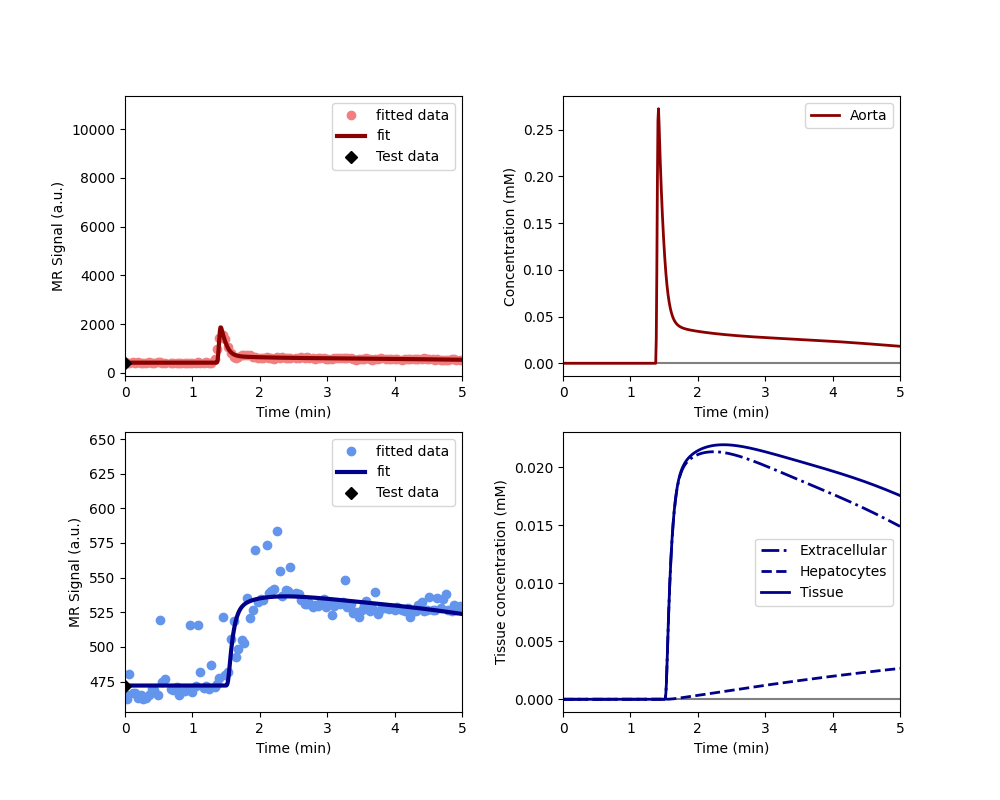 10000
8000
6000
4000
2000
0
MR Signal (a.u.)
fitted data
fit
Test data
0 1 2 3 4 5
Time (min)
0.25
0.20
0.15
0.10
0.05
0.00
Concentration (mM)
Aorta
0 1 2 3 4 5
Time (min)
650
625
600
575
550
525
500
475
MR Signal (a.u.)
fitted data
fit
Test data
0 1 2 3 4 5
Time (min)
0.020
0.015
0.010
0.005
0.000
Tissue concentration (mM)
Extracellular
Hepatocytes
Tissue
0 1 2 3 4 5
Time (min)